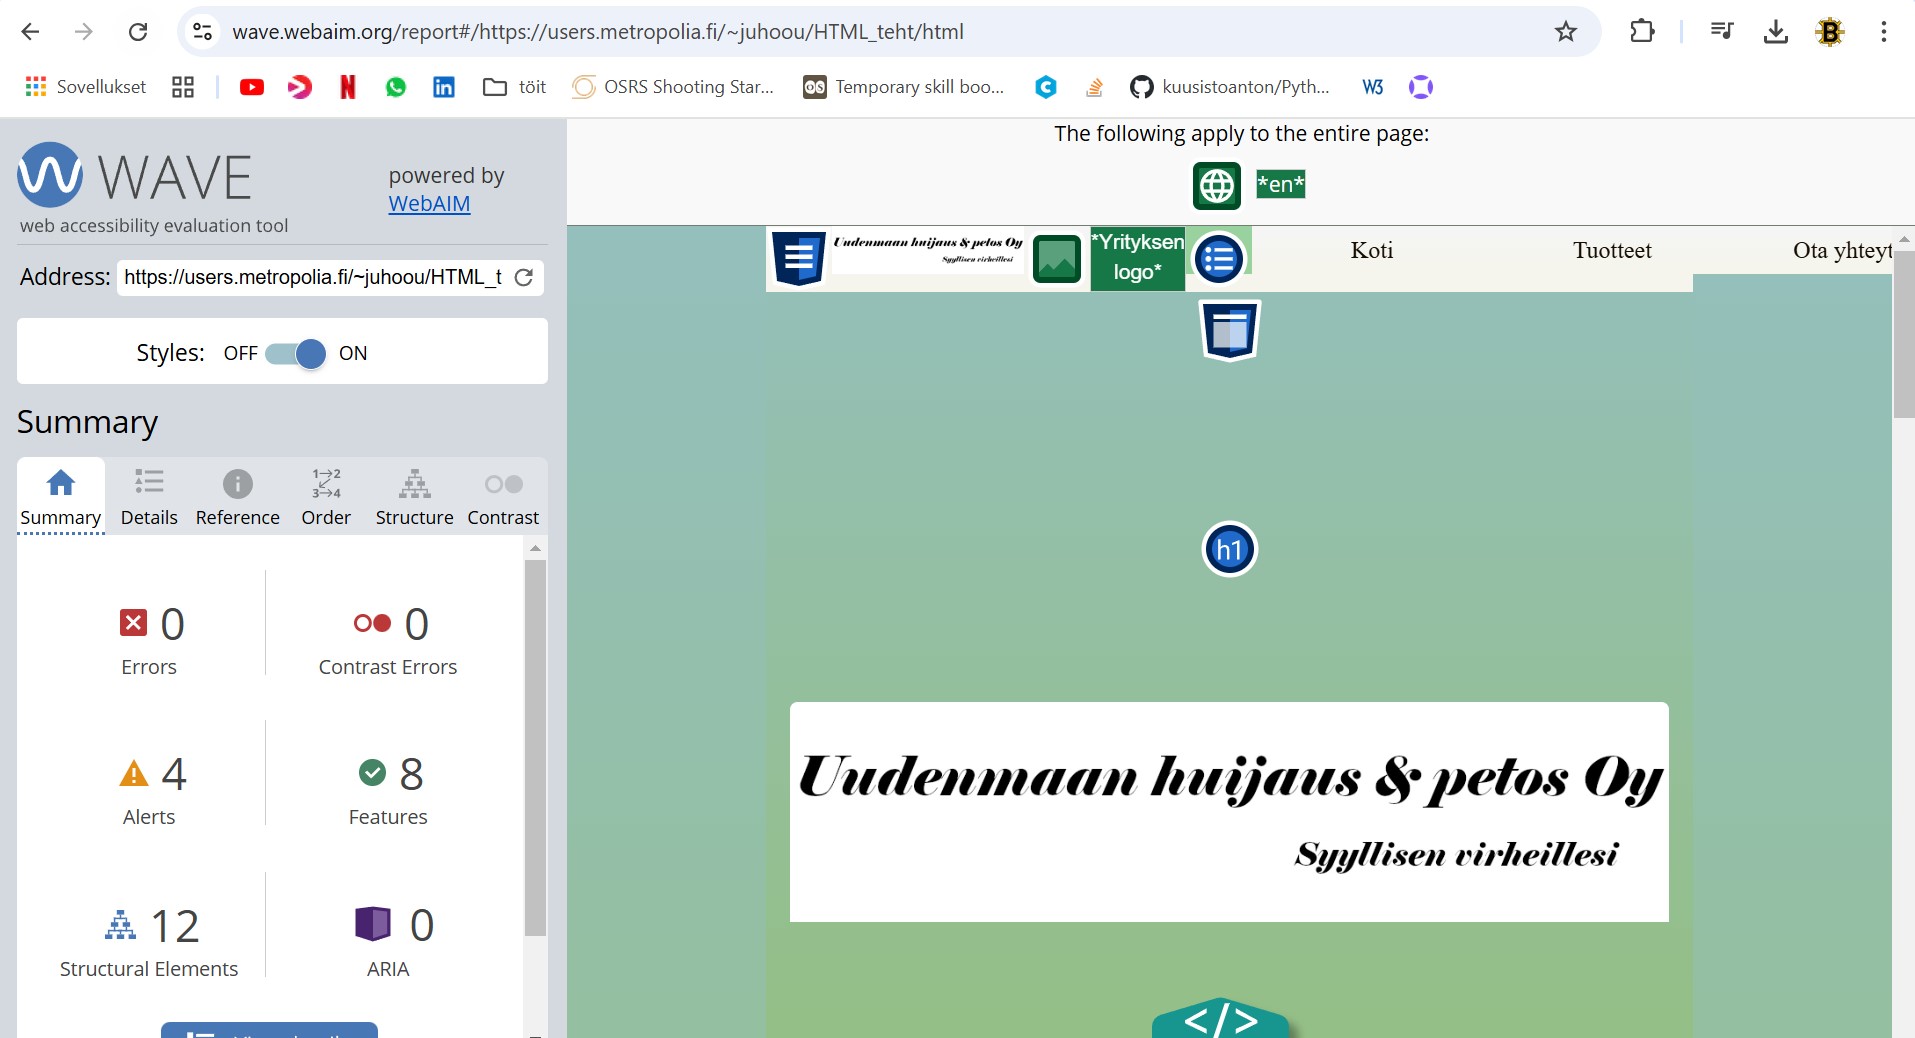 wave.webaim.org/report#/https://users.metropolia.fi/~juhoou/HTML_teht/html
Sovellukset
töit
OSRS Shooting Star...
Temporary skill boo...
kuusistoanton/Pyth...
W3
WAVE
web accessibility evaluation tool
powered by
WebAIM
Address: https://users.metropolia.fi/~juhoou/HTML_t
Styles: OFF ON
Summary
Summary Details Reference Order Structure Contrast
0
Errors
0
Contrast Errors
4
Alerts
8
Features
12
Structural Elements
0
ARIA
The following apply to the entire page:
*en*
Uudenmaan huijaus & petos Oy
Syyllisen virheillesi
*Yrityksen
logo*
Koti Tuotteet Ota yhteyt
h1
Uudenmaan huijaus & petos Oy
Syyllisen virheillesi
</>